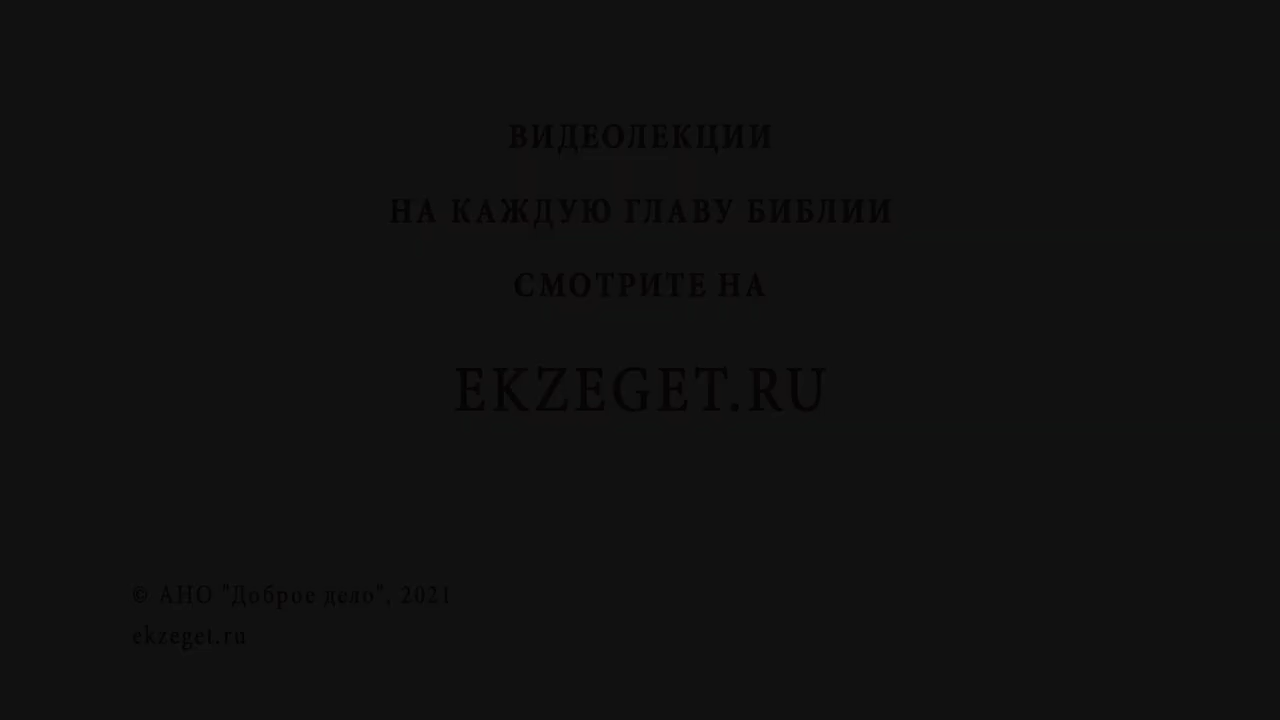 ВИДЕОЛЕКЦИИ
НА КАЖДУЮ ГЛАВУ БИБЛИИ
СМОТРИТЕ НА
EKZEGET.RU
© АНО "Доброе дело", 2021
ekzeget.ru